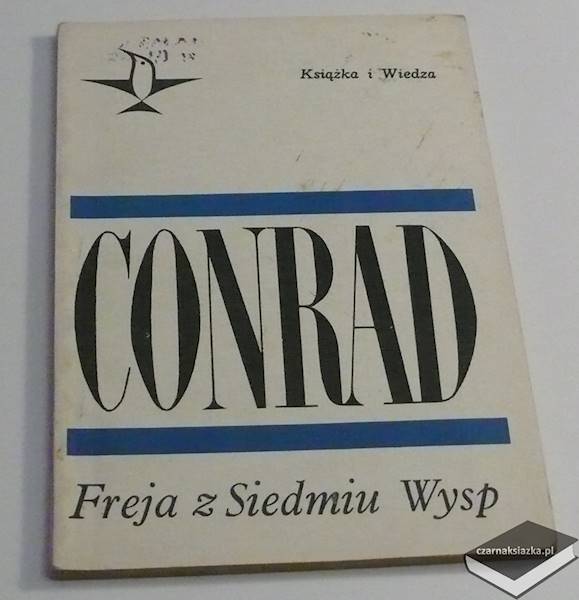 Książka i Wiedza
CONRAD
Freja z Siedmiu Wysp
czarnaksiazka.pl